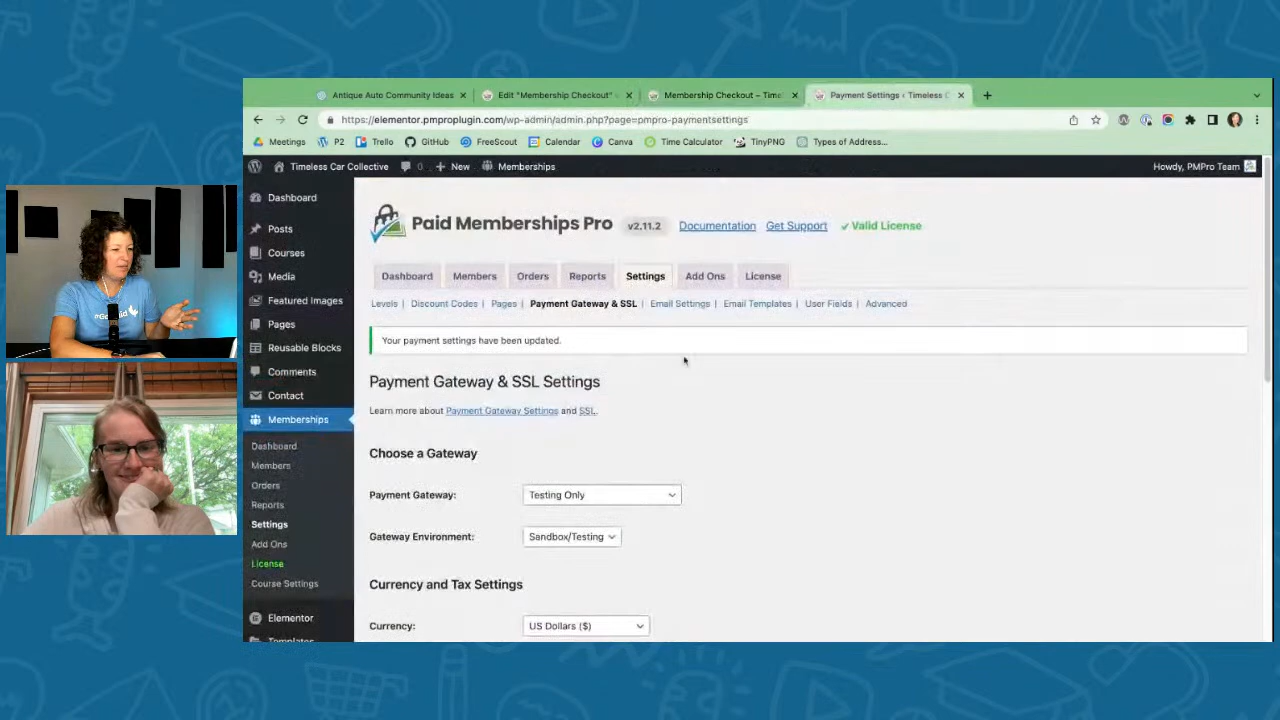 Antique Auto Community Ideas
Edit "Membership Checkout"
Membership Checkout – Time
Payment Settings ‹ Timeless C
https://elementor.pmproplugin.com/wp-admin/admin.php?page=pmpro-paymentsettings
Meetings P2 Trello GitHub FreeScout Calendar Canva Time Calculator TinyPNG Types of Address...
Timeless Car Collective 0 New Memberships Howdy, PMPro Team
Dashboard
Posts
Courses
Media
Featured Images
Pages
Reusable Blocks
Comments
Contact
Memberships
Dashboard
Members
Orders
Reports
Settings
Add Ons
License
Course Settings
Elementor
Templates
Paid Memberships Pro v2.11.2 Documentation Get Support Valid License
Dashboard Members Orders Reports Settings Add Ons License
Levels | Discount Codes | Pages | Payment Gateway & SSL | Email Settings | Email Templates | User Fields | Advanced
Your payment settings have been updated.
Payment Gateway & SSL Settings
Learn more about Payment Gateway Settings and SSL.
Choose a Gateway
Payment Gateway: Testing Only
Gateway Environment: Sandbox/Testing
Currency and Tax Settings
Currency: US Dollars ($)